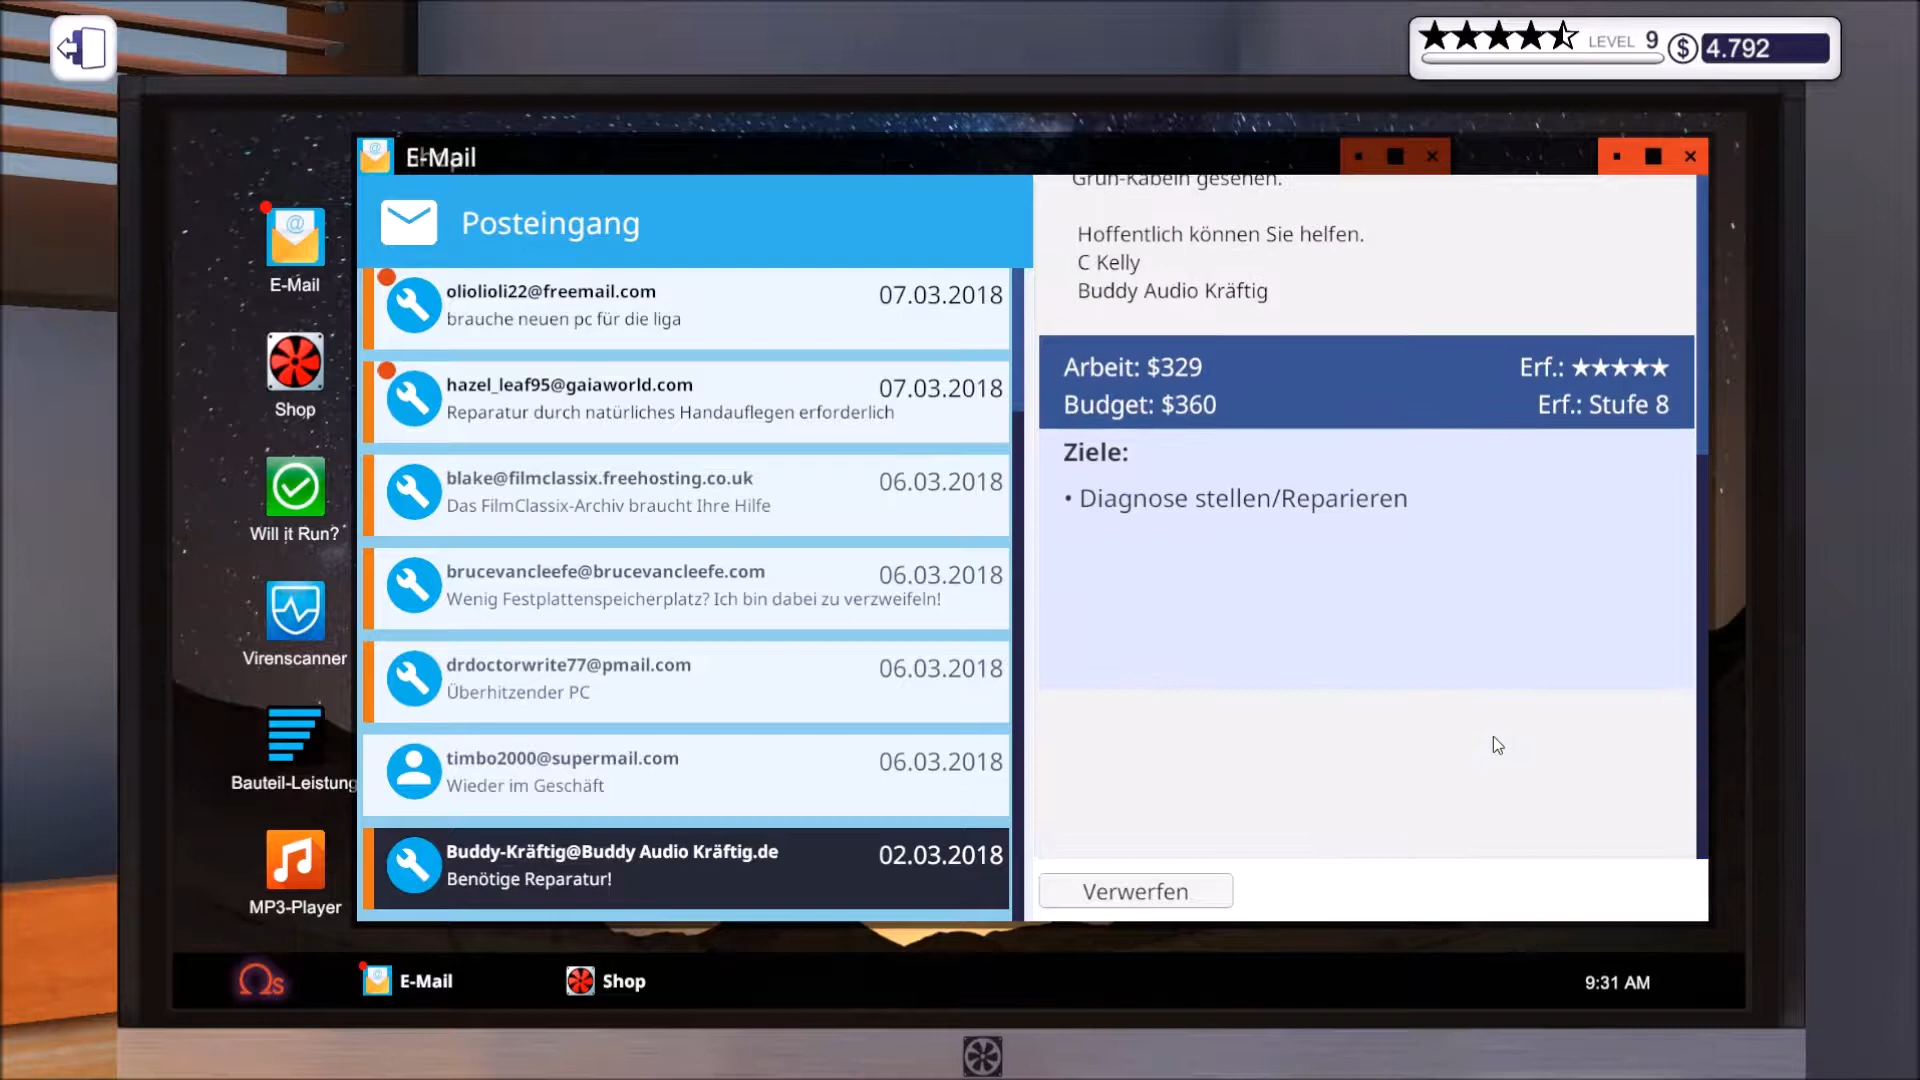 LEVEL 9
$ 4.792
E-Mail
Posteingang
oliolioli22@freemail.com
07.03.2018
brauche neuen pc für die liga
hazel_leaf95@gaiaworld.com
07.03.2018
Reparatur durch natürliches Handauflegen erforderlich
blake@filmclassix.freehosting.co.uk
06.03.2018
Das FilmClassix-Archiv braucht Ihre Hilfe
brucevancleefe@brucevancleefe.com
06.03.2018
Wenig Festplattenspeicherplatz? Ich bin dabei zu verzweifeln!
drdoctorwrite77@pmail.com
06.03.2018
Überhitzender PC
timbo2000@supermail.com
06.03.2018
Wieder im Geschäft
Buddy-Kräftig@Buddy Audio Kräftig.de
02.03.2018
Benötige Reparatur!
Grün-Kabeln gesehen.
Hoffentlich können Sie helfen.
C Kelly
Buddy Audio Kräftig
Arbeit: $329
Erf.: ★★★★★
Budget: $360
Erf.: Stufe 8
Ziele:
• Diagnose stellen/Reparieren
Verwerfen
E-Mail
Shop
Will it Run?
Virenscanner
Bauteil-Leistung
MP3-Player
Ωs
E-Mail
Shop
9:31 AM